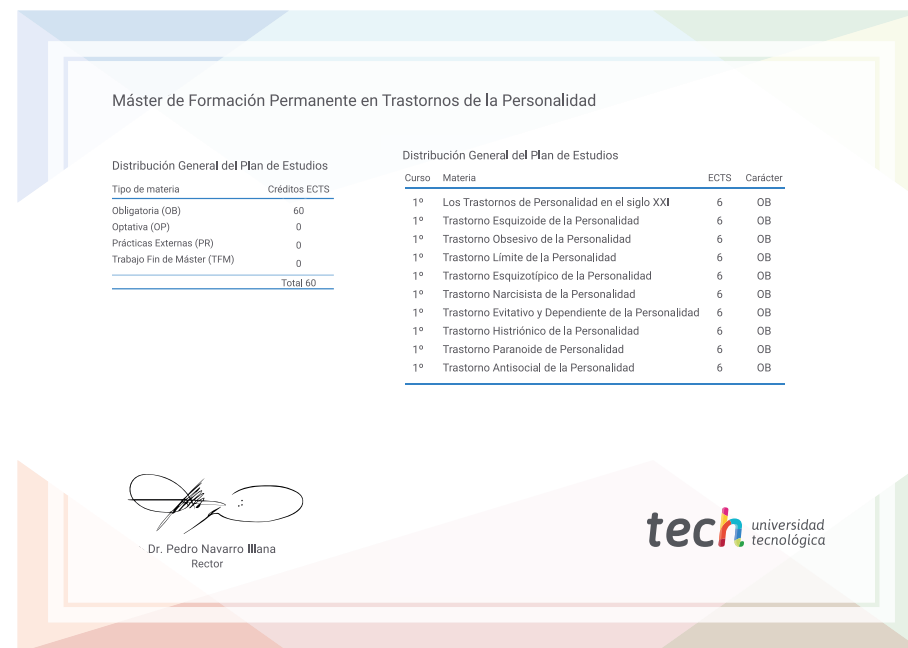 Máster de Formación Permanente en Trastornos de la Personalidad
Distribución General del Plan de Estudios
Tipo de materia Créditos ECTS
Obligatoria (OB) 60
Optativa (OP) 0
Prácticas Externas (PR) 0
Trabajo Fin de Máster (TFM) 0
Total 60
Distribución General del Plan de Estudios
Curso Materia ECTS Carácter
1º Los Trastornos de Personalidad en el siglo XXI 6 OB
1º Trastorno Esquizoide de la Personalidad 6 OB
1º Trastorno Obsesivo de la Personalidad 6 OB
1º Trastorno Límite de la Personalidad 6 OB
1º Trastorno Esquizotípico de la Personalidad 6 OB
1º Trastorno Narcisista de la Personalidad 6 OB
1º Trastorno Evitativo y Dependiente de la Personalidad 6 OB
1º Trastorno Histriónico de la Personalidad 6 OB
1º Trastorno Paranoide de Personalidad 6 OB
1º Trastorno Antisocial de la Personalidad 6 OB
Dr. Pedro Navarro Illana
Rector
tech universidad
tecnológica